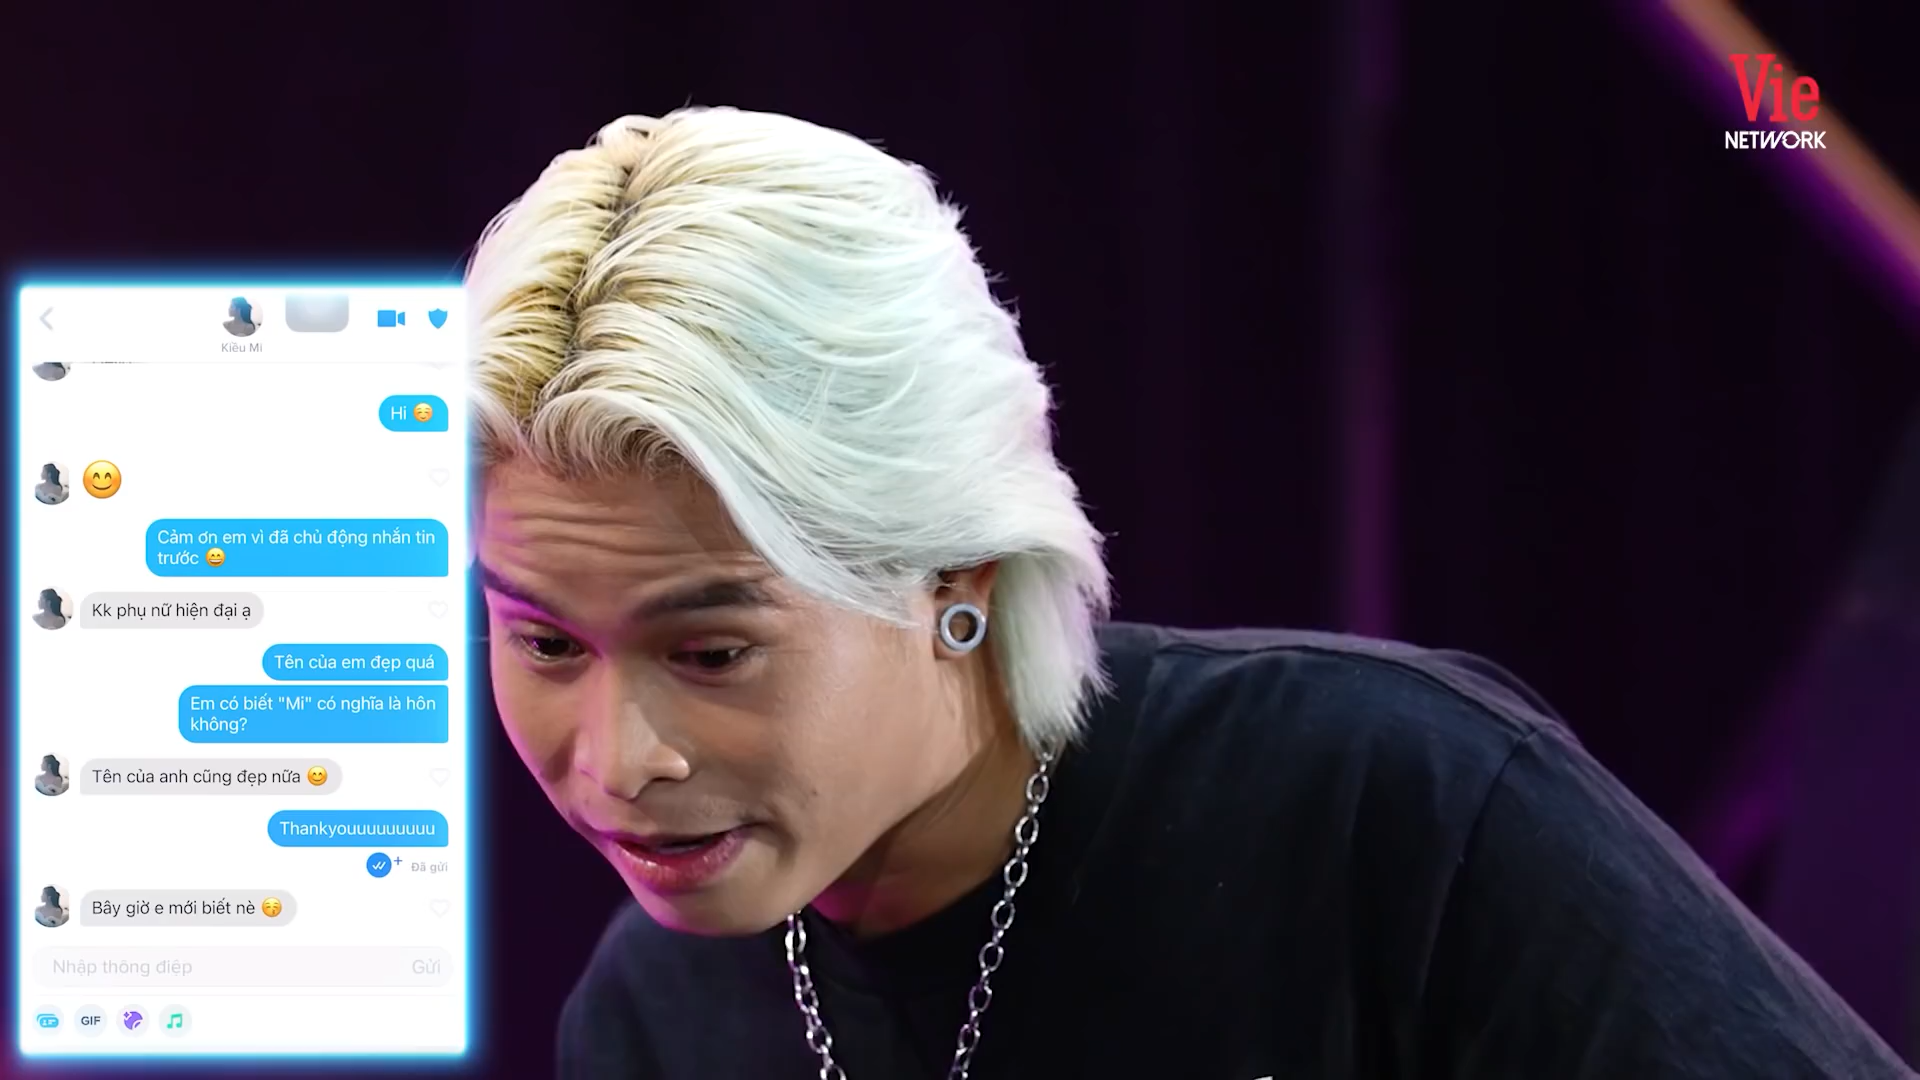 Vie
NETWORK
Kiều Mi
Hi ☺️
😊
Cảm ơn em vì đã chủ động nhắn tin
trước 😄
Kk phụ nữ hiện đại ạ
Tên của em đẹp quá
Em có biết "Mi" có nghĩa là hôn
không?
Tên của anh cũng đẹp nữa 😊
Thankyouuuuuuuuu
Đã gửi
Bây giờ e mới biết nè 😚
Nhập thông điệp
Gửi
GIF